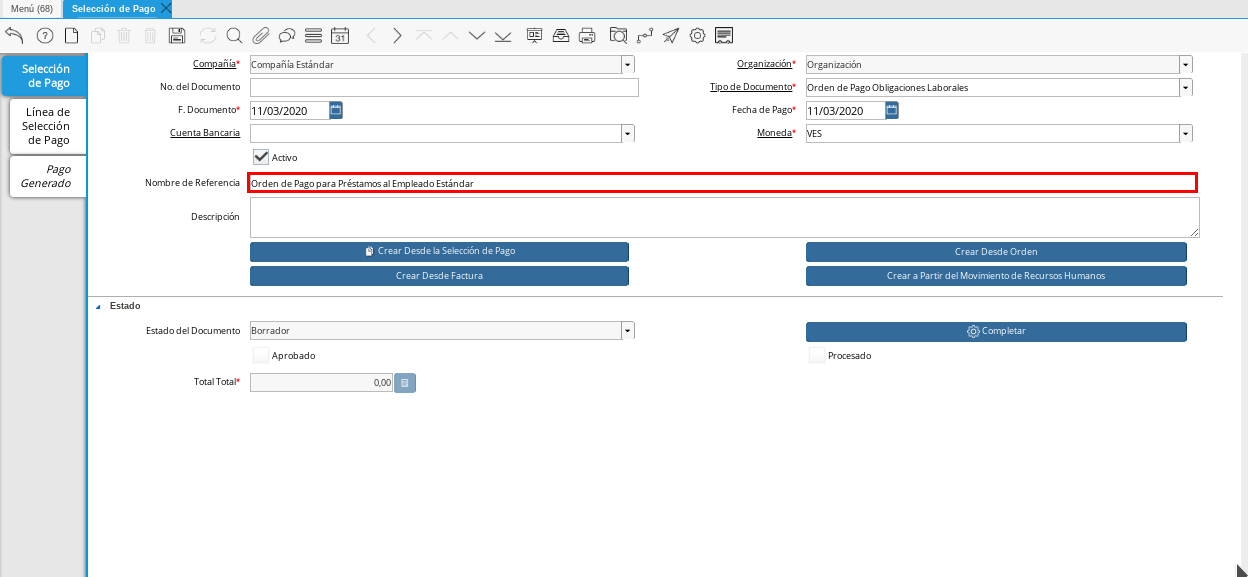 Menú (68)
Selección de Pago
31
Selección
de Pago
Línea de
Selección
de Pago
Pago
Generado
Compañía* Compañía Estándar
Organización* Organización
No. del Documento
Tipo de Documento* Orden de Pago Obligaciones Laborales
F. Documento* 11/03/2020
Fecha de Pago* 11/03/2020
Cuenta Bancaria
Moneda* VES
Activo
Nombre de Referencia Orden de Pago para Préstamos al Empleado Estándar
Descripción
Crear Desde la Selección de Pago
Crear Desde Orden
Crear Desde Factura
Crear a Partir del Movimiento de Recursos Humanos
Estado
Estado del Documento Borrador
Completar
Aprobado
Procesado
Total Total* 0,00